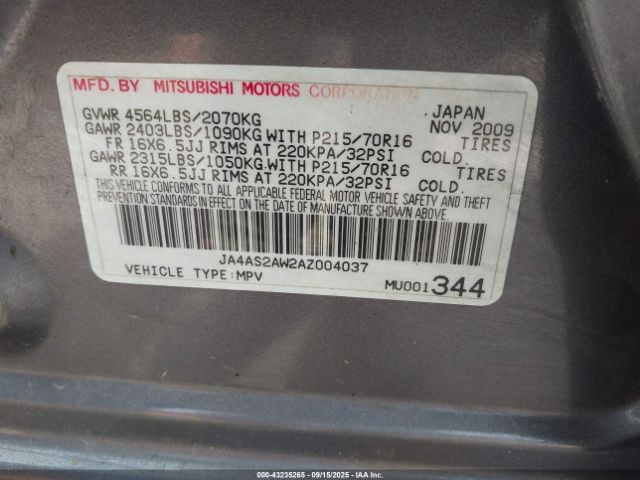 MFD. BY MITSUBISHI MOTORS CORPORATION
GVWR 4564LBS/2070KG JAPAN NOV 2009
GAWR 2403LBS/1090KG WITH P215/70R16 TIRES
FR 16X6.5JJ RIMS AT 220KPA/32PSI COLD.
GAWR 2315LBS/1050KG WITH P215/70R16 TIRES
RR 16X6.5JJ RIMS AT 220KPA/32PSI COLD.
THIS VEHICLE CONFORMS TO ALL APPLICABLE FEDERAL MOTOR VEHICLE SAFETY AND THEFT
PREVENTION STANDARDS IN EFFECT ON THE DATE OF MANUFACTURE SHOWN ABOVE.
JA4AS2AW2AZ004037
VEHICLE TYPE:MPV MU001344
000-43235265 - 09/15/2025 - IAA Inc.